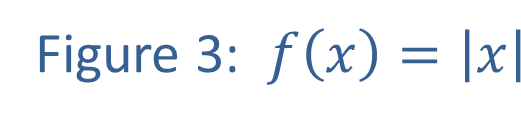 Figure 3: f(x) = |x|